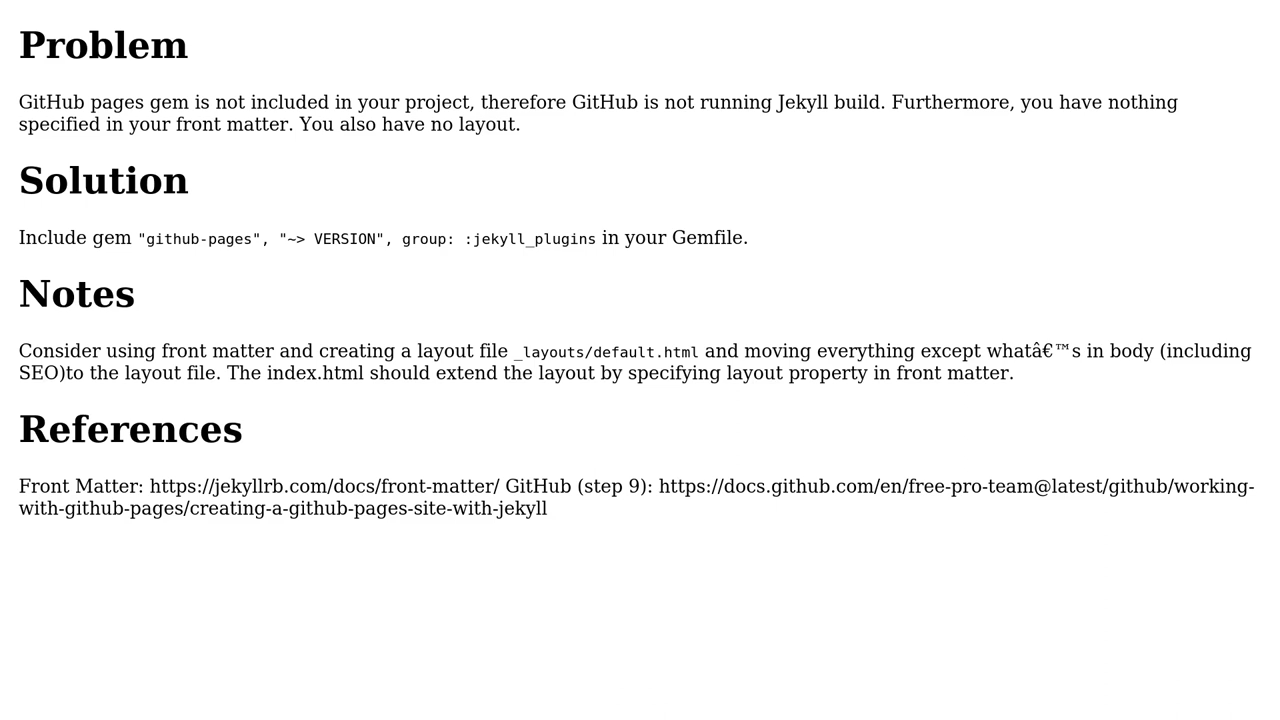 Problem
GitHub pages gem is not included in your project, therefore GitHub is not running Jekyll build. Furthermore, you have nothing
specified in your front matter. You also have no layout.
Solution
Include gem "github-pages", "~> VERSION", group: :jekyll_plugins in your Gemfile.
Notes
Consider using front matter and creating a layout file _layouts/default.html and moving everything except whatâ€™s in body (including
SEO)to the layout file. The index.html should extend the layout by specifying layout property in front matter.
References
Front Matter: https://jekyllrb.com/docs/front-matter/ GitHub (step 9): https://docs.github.com/en/free-pro-team@latest/github/working-
with-github-pages/creating-a-github-pages-site-with-jekyll